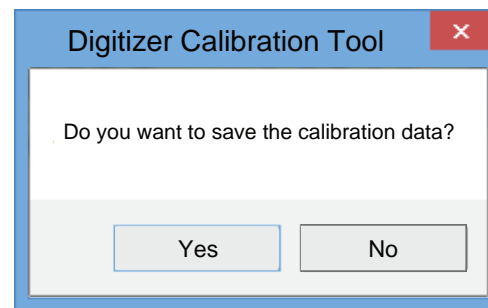 Digitizer Calibration Tool
Do you want to save the calibration data?
Yes
No